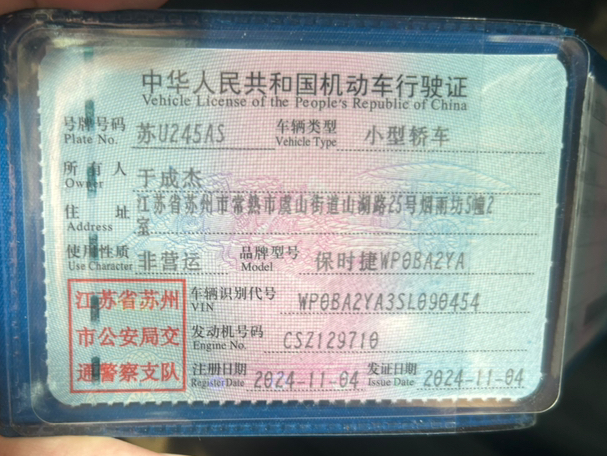 中华人民共和国机动车行驶证
Vehicle License of the People's Republic of China
号牌号码 苏U245AS 车辆类型 小型轿车
Plate No. Vehicle Type
所有人 于成杰
Owner
住址 江苏省苏州市常熟市虞山街道山湖路25号烟雨坊5幢2
Address 室
使用性质 非营运 品牌型号 保时捷WP0BA2YA
Use Character Model
江苏省苏州
市公安局交
通警察支队
车辆识别代号 WP0BA2YA3SL090454
VIN
发动机号码 CSZ129710
Engine No.
注册日期 2024-11-04 发证日期 2024-11-04
Register Date Issue Date